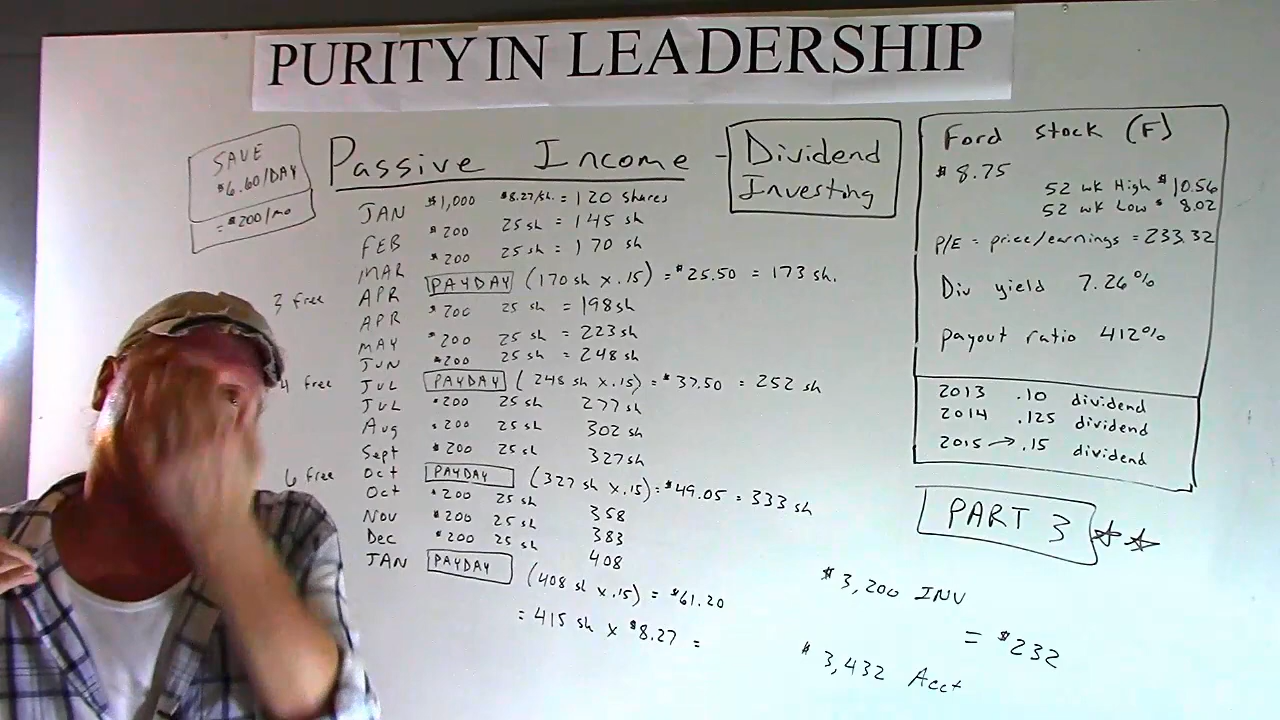 PURITY IN LEADERSHIP
SAVE
$6.60/DAY
= $200/mo
Passive Income - Dividend Investing
JAN $1,000 $8.27/sh. = 120 shares
FEB $200 25 sh = 145 sh
MAR $200 25 sh = 170 sh
3 free APR PAYDAY (170 sh x .15) = $25.50 = 173 sh.
APR $200 25 sh = 198 sh
MAY $200 25 sh = 223 sh
JUN $200 25 sh = 248 sh
4 free JUL PAYDAY (248 sh x .15) = $37.50 = 252 sh
JUL $200 25 sh 277 sh
Aug $200 25 sh 302 sh
Sept $200 25 sh 327 sh
6 free Oct PAYDAY (327 sh x .15) = $49.05 = 333 sh
Oct $200 25 sh 358
Nov $200 25 sh 383
Dec $200 25 sh 408
JAN PAYDAY (408 sh x .15) = $61.20
= 415 sh x $8.27 =
Ford Stock (F)
$8.75
52 wk High $10.56
52 wk Low $8.02
P/E = price/earnings = 233.32
Div yield 7.26%
payout ratio 412%
2013 .10 dividend
2014 .125 dividend
2015 → .15 dividend
PART 3
$3,200 INV
= $232
$3,432 Acct